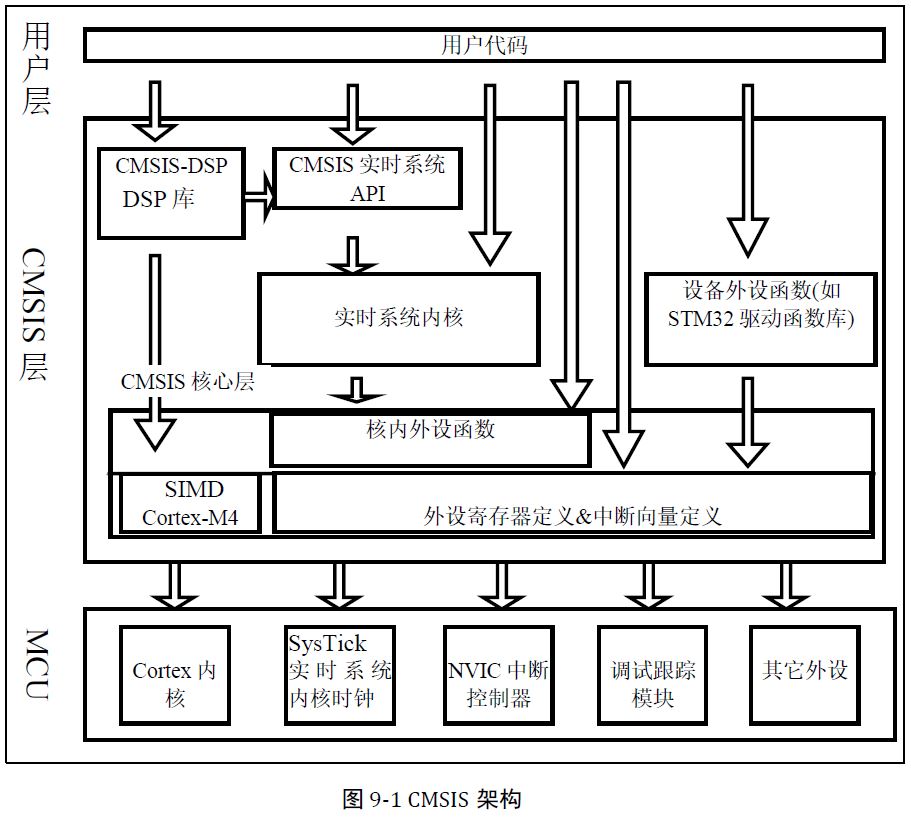 用户层
用户代码
CMSIS层
CMSIS-DSP
DSP 库
CMSIS 实时系统
API
实时系统内核
设备外设函数(如
STM32 驱动函数库)
CMSIS 核心层
核内外设函数
SIMD
Cortex-M4
外设寄存器定义&中断向量定义
MCU
Cortex 内
核
SysTick
实时系统
内核时钟
NVIC 中断
控制器
调试跟踪
模块
其它外设
图 9-1 CMSIS 架构